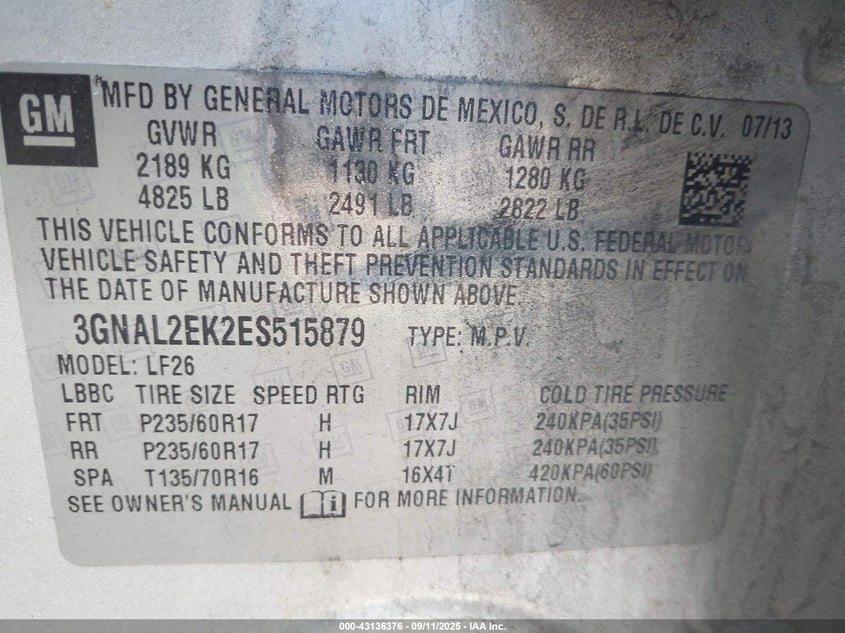 GM
MFD BY GENERAL MOTORS DE MEXICO, S. DE R.L. DE C.V. 07/13
GVWR GAWR FRT GAWR RR
2189 KG 1130 KG 1280 KG
4825 LB 2491 LB 2822 LB
THIS VEHICLE CONFORMS TO ALL APPLICABLE U.S. FEDERAL MOTOR
VEHICLE SAFETY AND THEFT PREVENTION STANDARDS IN EFFECT ON
THE DATE OF MANUFACTURE SHOWN ABOVE.
3GNAL2EK2ES515879 TYPE: M.P.V.
MODEL: LF26
LBBC TIRE SIZE SPEED RTG RIM COLD TIRE PRESSURE
FRT P235/60R17 H 17X7J 240KPA(35PSI)
RR P235/60R17 H 17X7J 240KPA(35PSI)
SPA T135/70R16 M 16X4T 420KPA(60PSI)
SEE OWNER'S MANUAL FOR MORE INFORMATION.
000-43136376 - 09/11/2025 - IAA Inc.